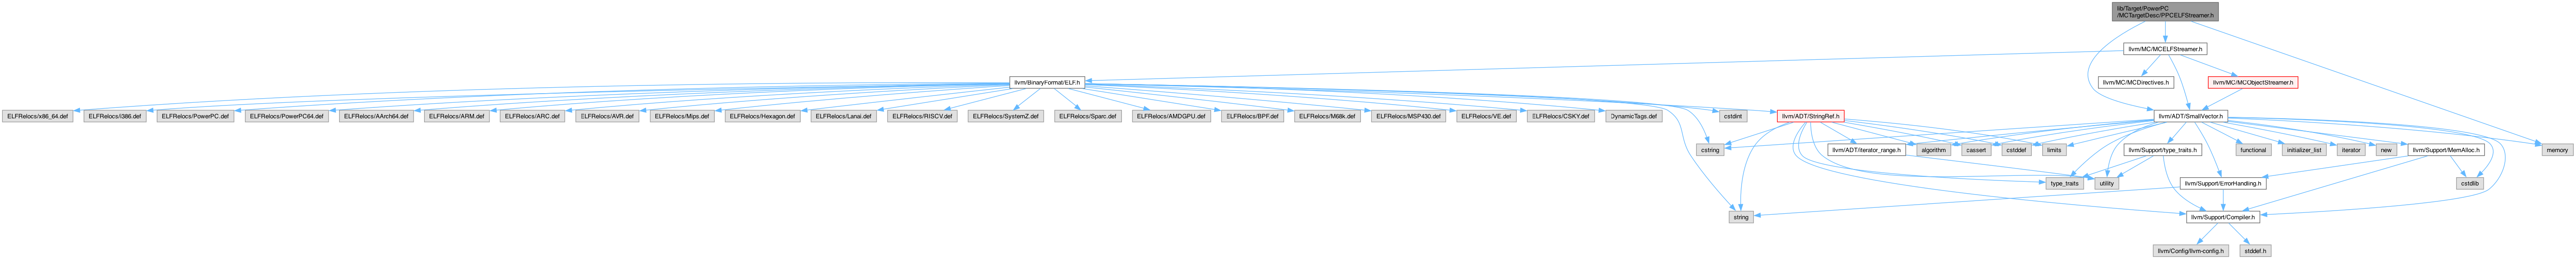 lib/Target/PowerPC
/MCTargetDesc/PPCELFStreamer.h
llvm/MC/MCELFStreamer.h
llvm/BinaryFormat/ELF.h
llvm/MC/MCDirectives.h
llvm/MC/MCObjectStreamer.h
ELFRelocs/x86_64.def
ELFRelocs/i386.def
ELFRelocs/PowerPC.def
ELFRelocs/PowerPC64.def
ELFRelocs/AArch64.def
ELFRelocs/ARM.def
ELFRelocs/ARC.def
ELFRelocs/AVR.def
ELFRelocs/Mips.def
ELFRelocs/Hexagon.def
ELFRelocs/Lanai.def
ELFRelocs/RISCV.def
ELFRelocs/SystemZ.def
ELFRelocs/Sparc.def
ELFRelocs/AMDGPU.def
ELFRelocs/BPF.def
ELFRelocs/M68k.def
ELFRelocs/MSP430.def
ELFRelocs/VE.def
ELFRelocs/CSKY.def
DynamicTags.def
cstdint
llvm/ADT/StringRef.h
llvm/ADT/SmallVector.h
cstring
llvm/ADT/iterator_range.h
algorithm
cassert
cstddef
limits
llvm/Support/type_traits.h
functional
initializer_list
iterator
new
llvm/Support/MemAlloc.h
memory
type_traits
utility
llvm/Support/ErrorHandling.h
cstdlib
string
llvm/Support/Compiler.h
llvm/Config/llvm-config.h
stddef.h